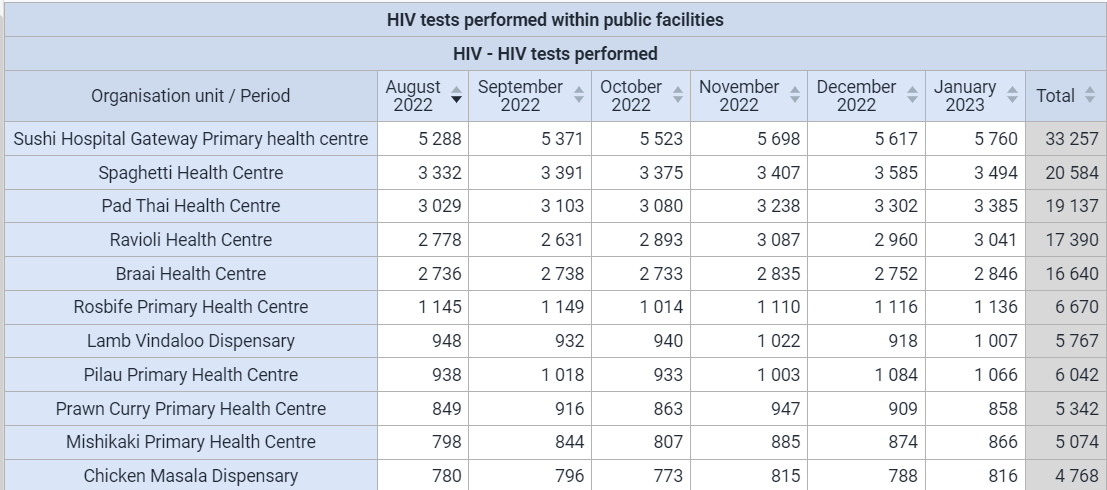 HIV tests performed within public facilities
HIV - HIV tests performed
Organisation unit / Period August 2022 September 2022 October 2022 November 2022 December 2022 January 2023 Total
Sushi Hospital Gateway Primary health centre 5 288 5 371 5 523 5 698 5 617 5 760 33 257
Spaghetti Health Centre 3 332 3 391 3 375 3 407 3 585 3 494 20 584
Pad Thai Health Centre 3 029 3 103 3 080 3 238 3 302 3 385 19 137
Ravioli Health Centre 2 778 2 631 2 893 3 087 2 960 3 041 17 390
Braai Health Centre 2 736 2 738 2 733 2 835 2 752 2 846 16 640
Rosbife Primary Health Centre 1 145 1 149 1 014 1 110 1 116 1 136 6 670
Lamb Vindaloo Dispensary 948 932 940 1 022 918 1 007 5 767
Pilau Primary Health Centre 938 1 018 933 1 003 1 084 1 066 6 042
Prawn Curry Primary Health Centre 849 916 863 947 909 858 5 342
Mishikaki Primary Health Centre 798 844 807 885 874 866 5 074
Chicken Masala Dispensary 780 796 773 815 788 816 4 768